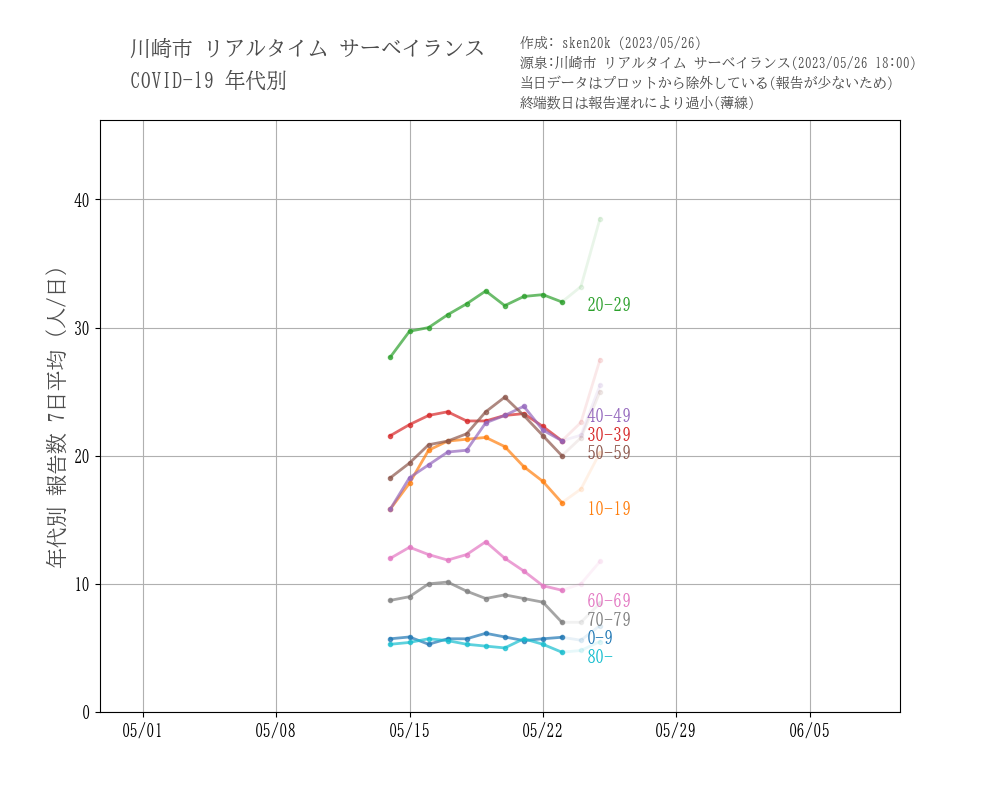 川崎市 リアルタイム サーベイランス
COVID-19 年代別
作成: sken20k (2023/05/26)
源泉:川崎市 リアルタイム サーベイランス(2023/05/26 18:00)
当日データはプロットから除外している(報告が少ないため)
終端数日は報告遅れにより過小(薄線)
年代別 報告数 7日平均 (人/日)
40
30
20
10
0
20-29
40-49
30-39
50-59
10-19
60-69
70-79
0-9
80-
05/01
05/08
05/15
05/22
05/29
06/05